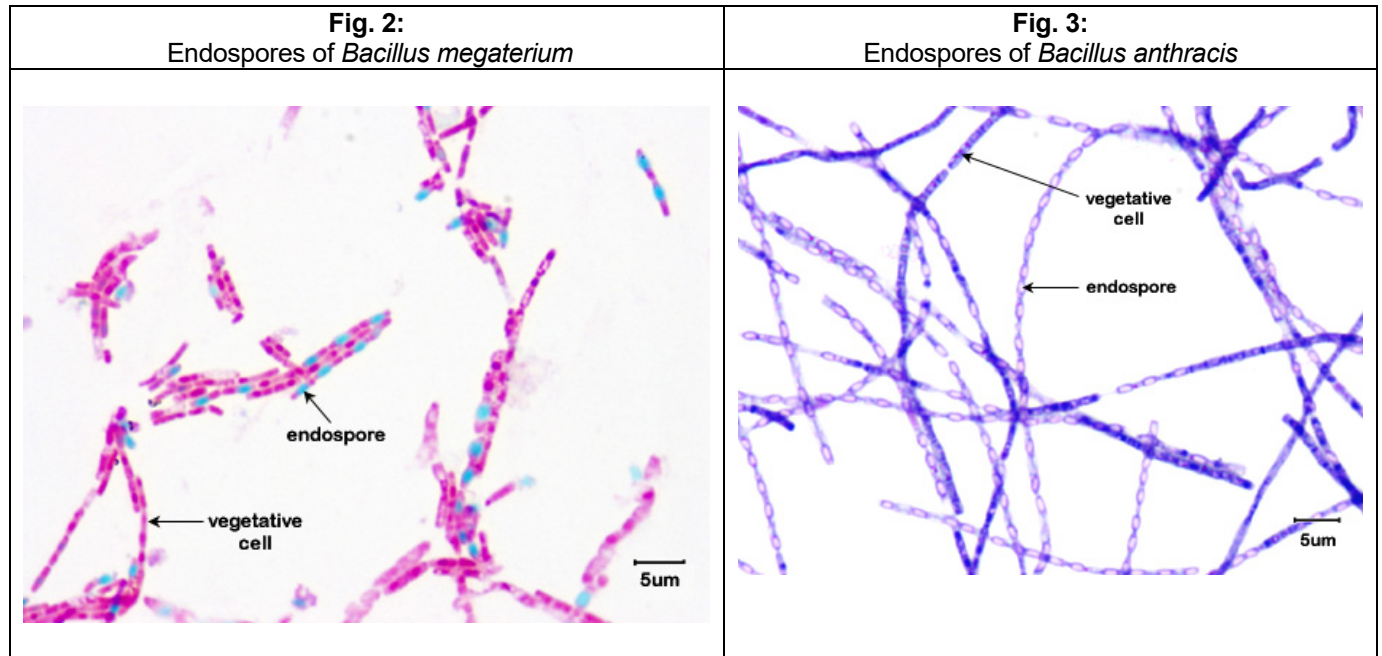 Fig. 2:
Endospores of Bacillus megaterium
endospore
vegetative
cell
5um
Fig. 3:
Endospores of Bacillus anthracis
vegetative
cell
endospore
5um